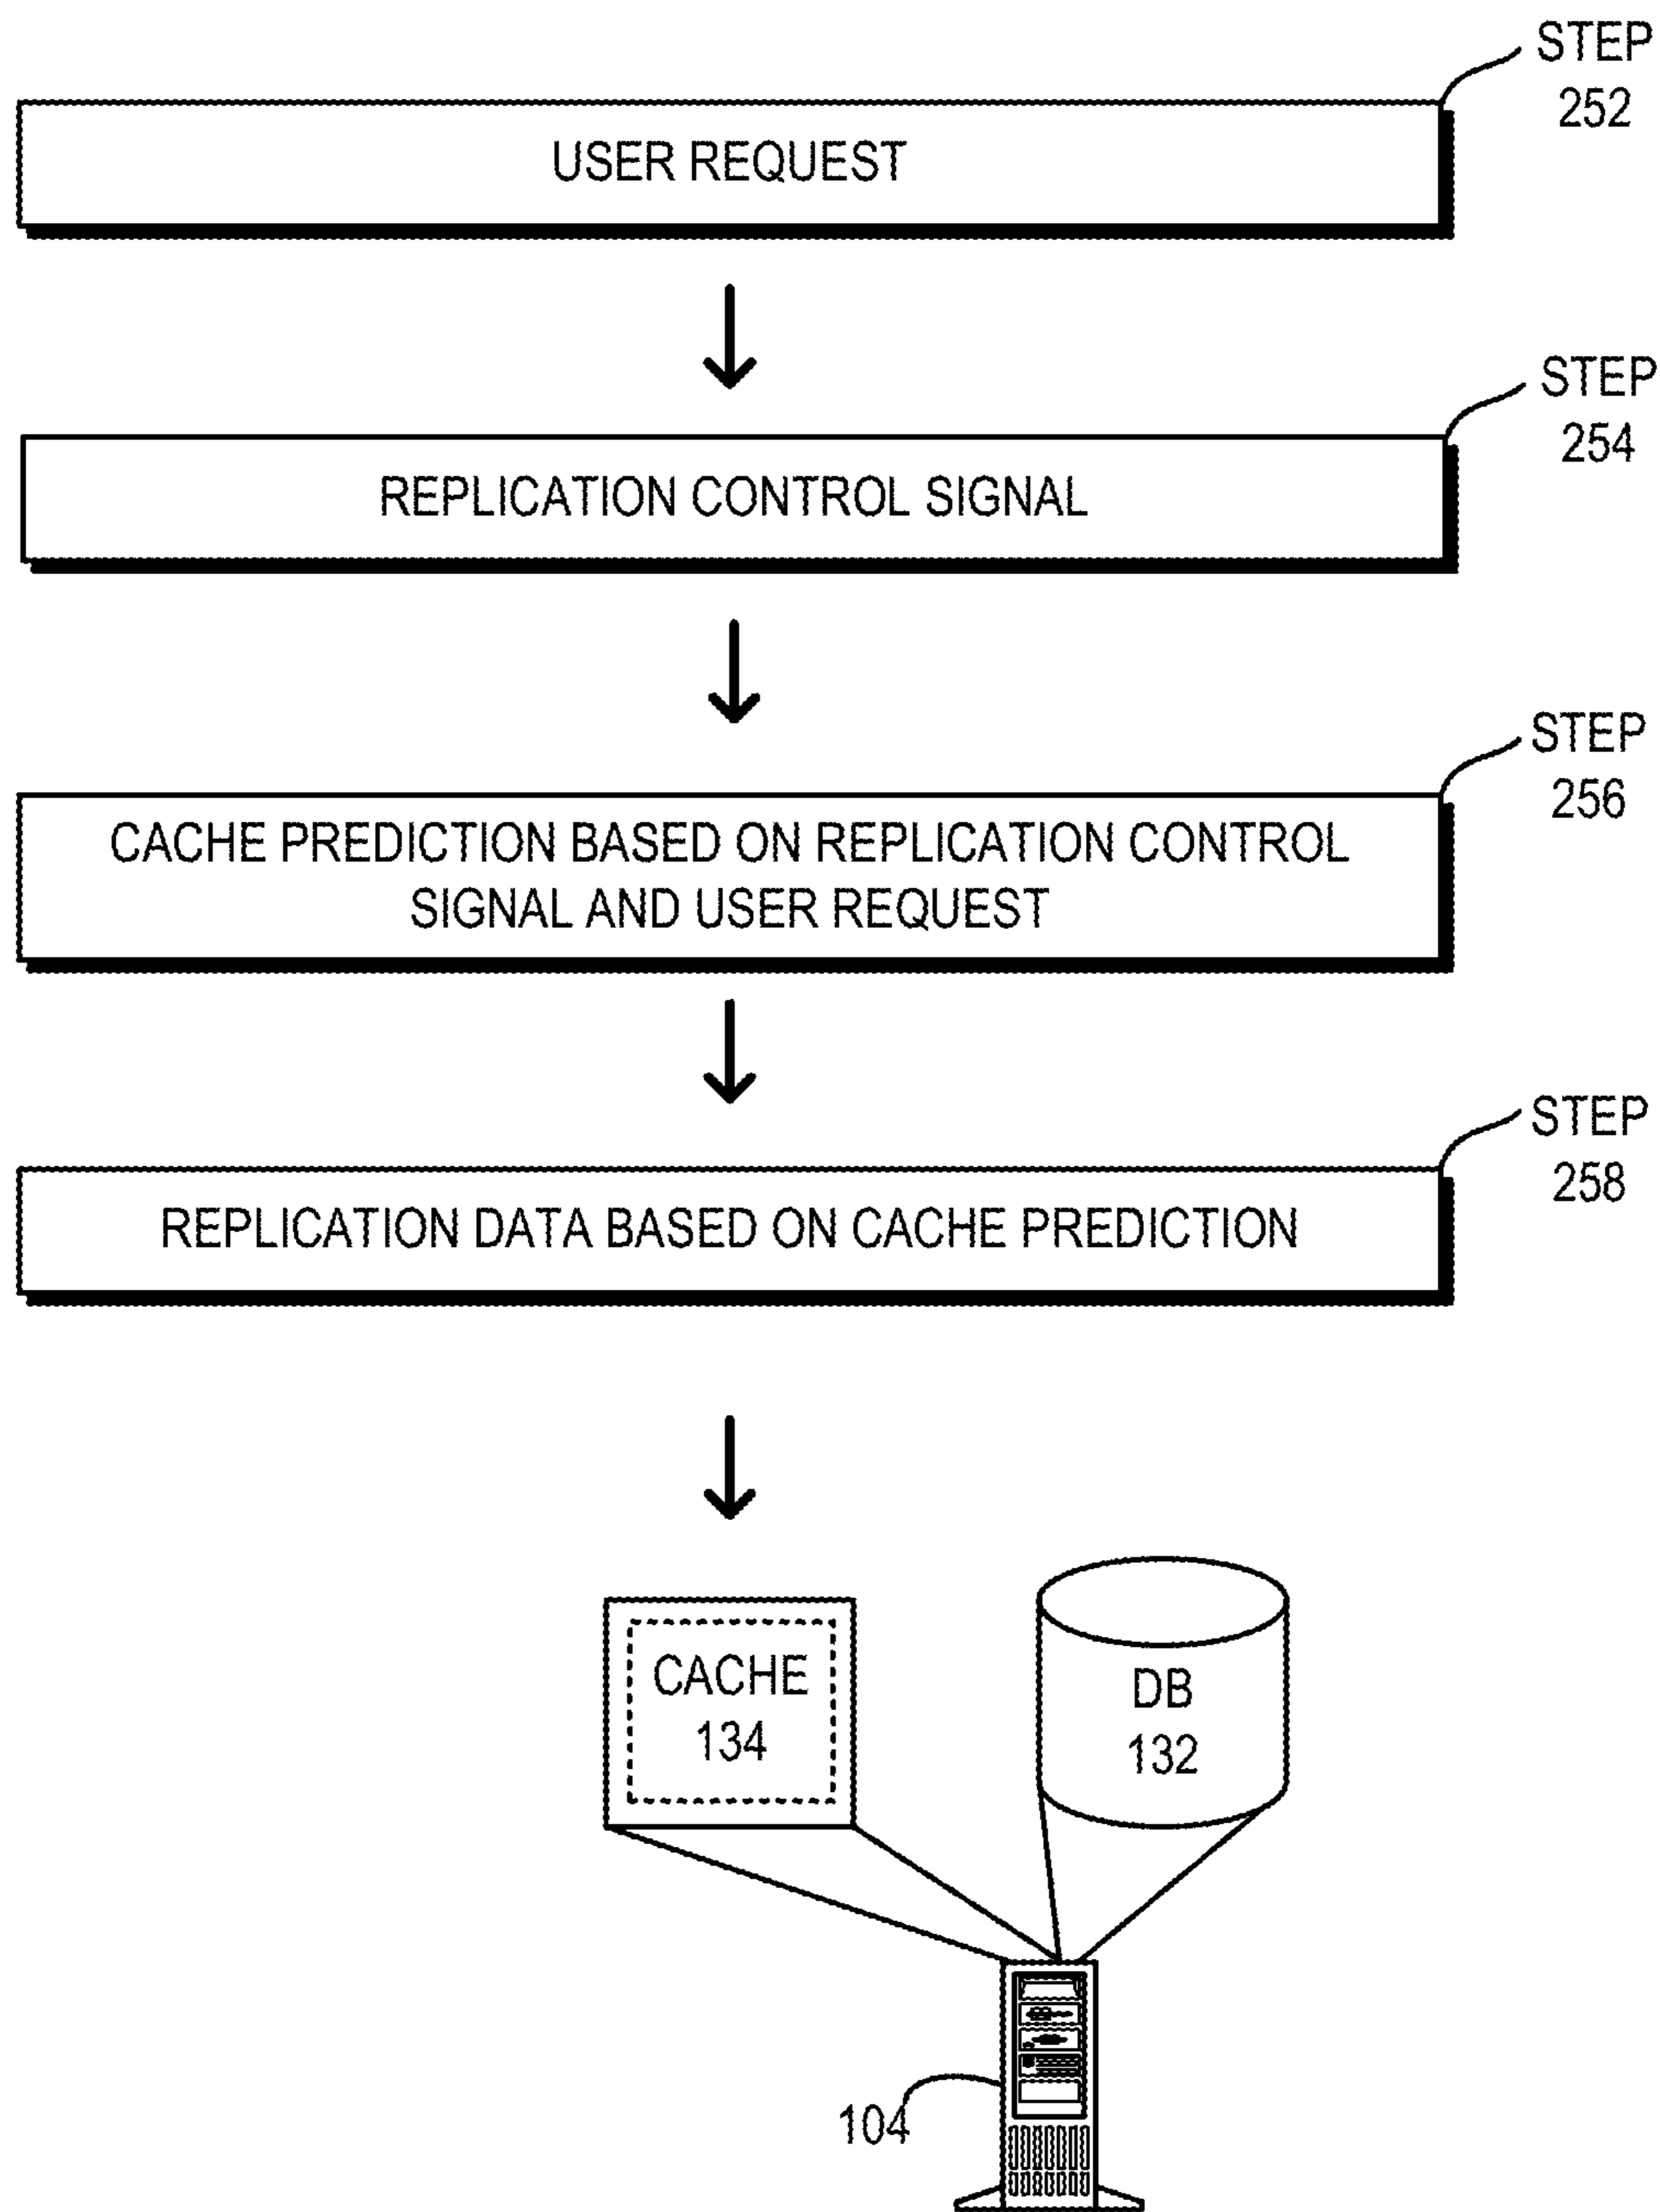 STEP
252
USER REQUEST
STEP
254
REPLICATION CONTROL SIGNAL
STEP
256
CACHE PREDICTION BASED ON REPLICATION CONTROL
SIGNAL AND USER REQUEST
STEP
258
REPLICATION DATA BASED ON CACHE PREDICTION
CACHE
134
DB
132
104